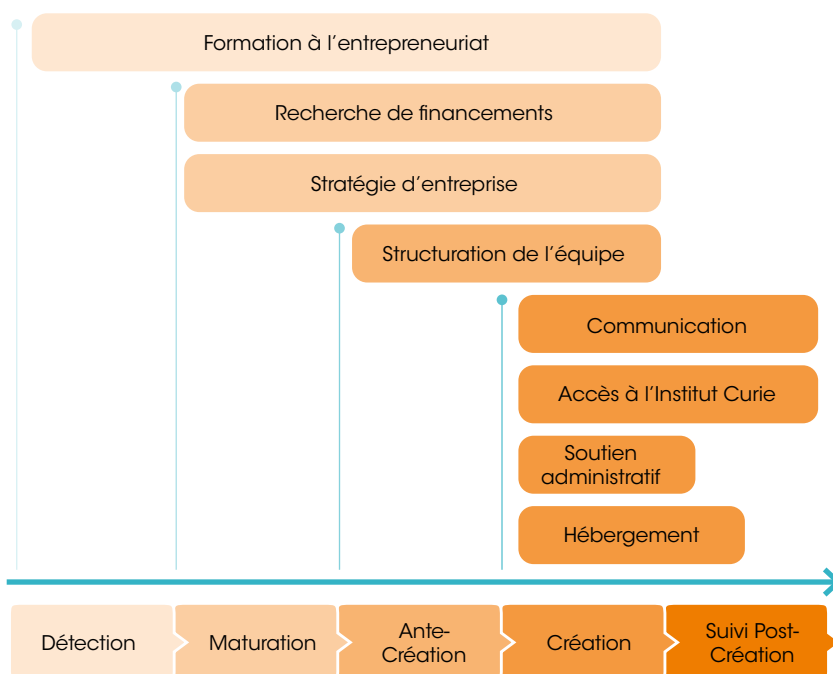 Formation à l'entrepreneuriat
Recherche de financements
Stratégie d'entreprise
Structuration de l'équipe
Communication
Accès à l'Institut Curie
Soutien
administratif
Hébergement
Détection
Maturation
Ante-
Création
Création
Suivi Post-
Création